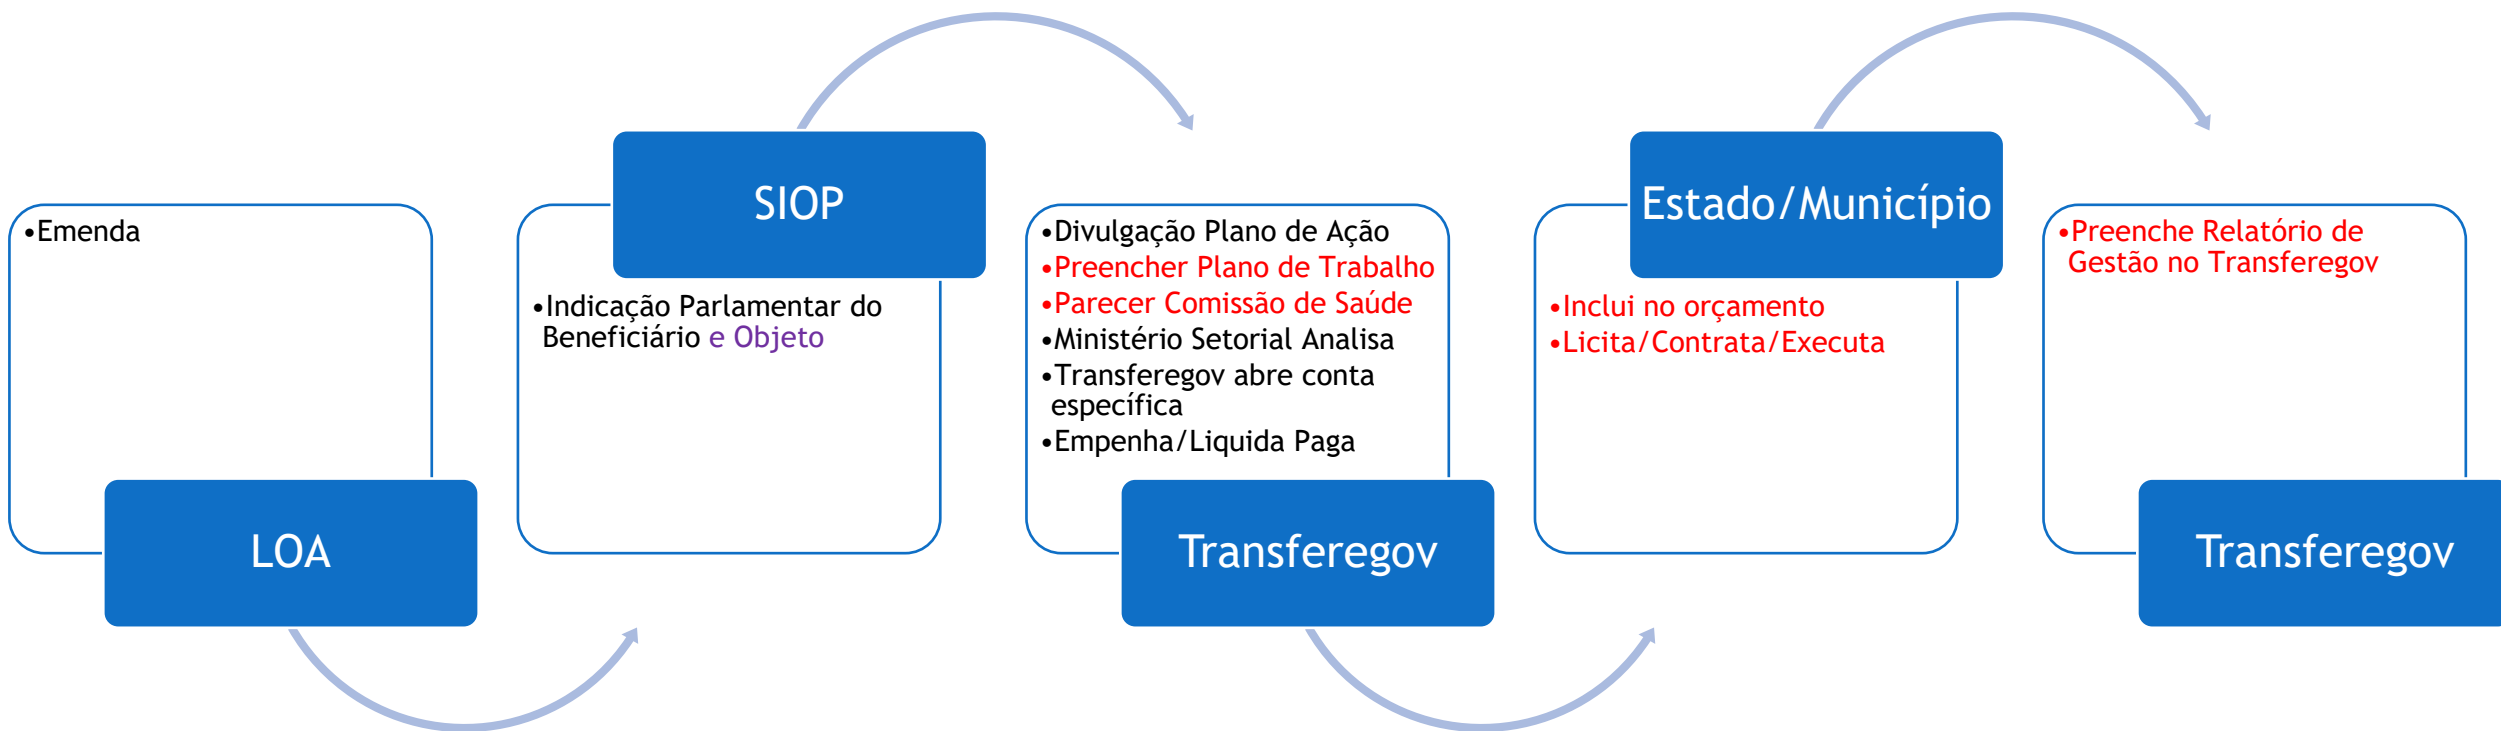 •Emenda
LOA
SIOP
•Indicação Parlamentar do
Beneficiário e Objeto
•Divulgação Plano de Ação
•Preencher Plano de Trabalho
•Parecer Comissão de Saúde
•Ministério Setorial Analisa
•Transferegov abre conta
específica
•Empenha/Liquida Paga
Transferegov
Estado/Município
•Inclui no orçamento
•Licita/Contrata/Executa
•Preenche Relatório de
Gestão no Transferegov
Transferegov